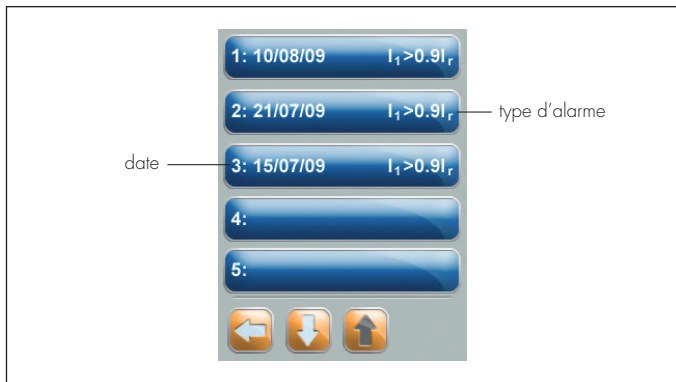 1: 10/08/09 I₁>0.9Iᵣ
2: 21/07/09 I₁>0.9Iᵣ
type d'alarme
date
3: 15/07/09 I₁>0.9Iᵣ
4:
5: